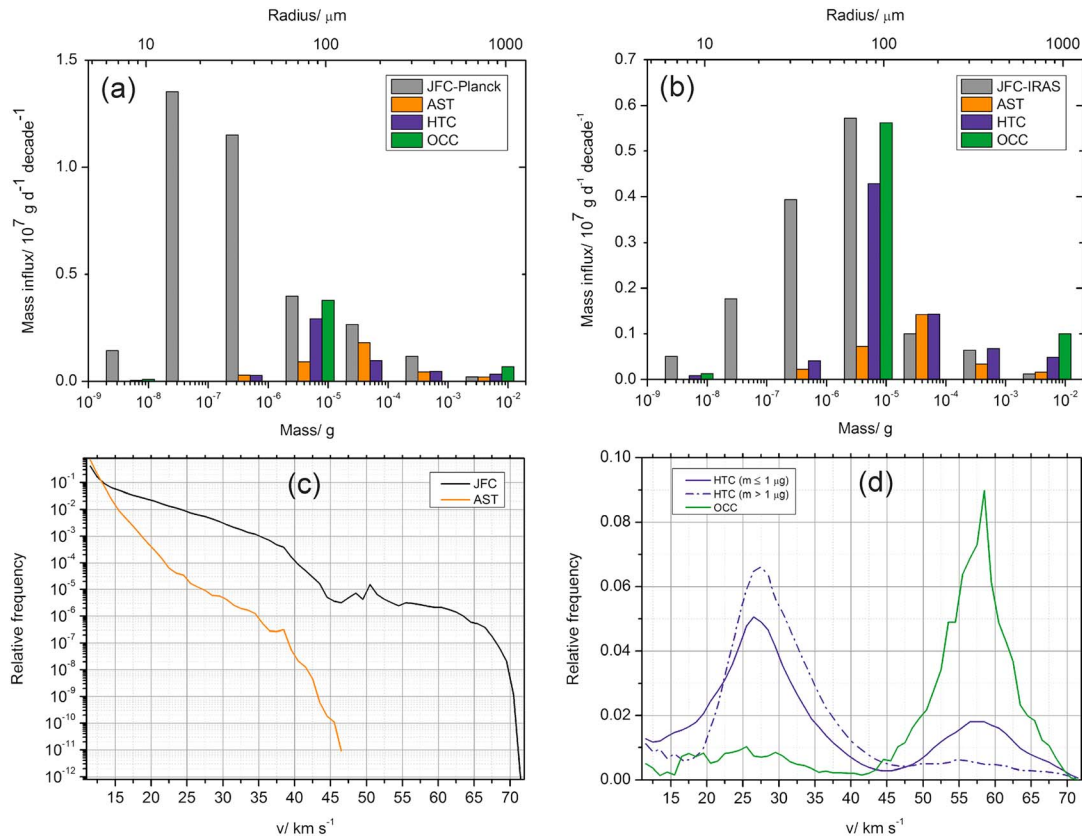 Radius/ μm
10 100 1000
(a)
JFC-Planck
AST
HTC
OCC
Mass influx/ 10⁷ g d⁻¹ decade⁻¹
1.5
1.0
0.5
0.0
10⁻⁹ 10⁻⁸ 10⁻⁷ 10⁻⁶ 10⁻⁵ 10⁻⁴ 10⁻³ 10⁻²
Mass/ g
Radius/ μm
10 100 1000
(b)
JFC-IRAS
AST
HTC
OCC
Mass influx/ 10⁷ g d⁻¹ decade⁻¹
0.7
0.6
0.5
0.4
0.3
0.2
0.1
0.0
10⁻⁹ 10⁻⁸ 10⁻⁷ 10⁻⁶ 10⁻⁵ 10⁻⁴ 10⁻³ 10⁻²
Mass/ g
(c)
JFC
AST
Relative frequency
10⁻¹
10⁻²
10⁻³
10⁻⁴
10⁻⁵
10⁻⁶
10⁻⁷
10⁻⁸
10⁻⁹
10⁻¹⁰
10⁻¹¹
10⁻¹²
15 20 25 30 35 40 45 50 55 60 65 70
v/ km s⁻¹
(d)
HTC (m ≤ 1 μg)
HTC (m > 1 μg)
OCC
Relative frequency
0.10
0.08
0.06
0.04
0.02
0.00
15 20 25 30 35 40 45 50 55 60 65 70
v/ km s⁻¹